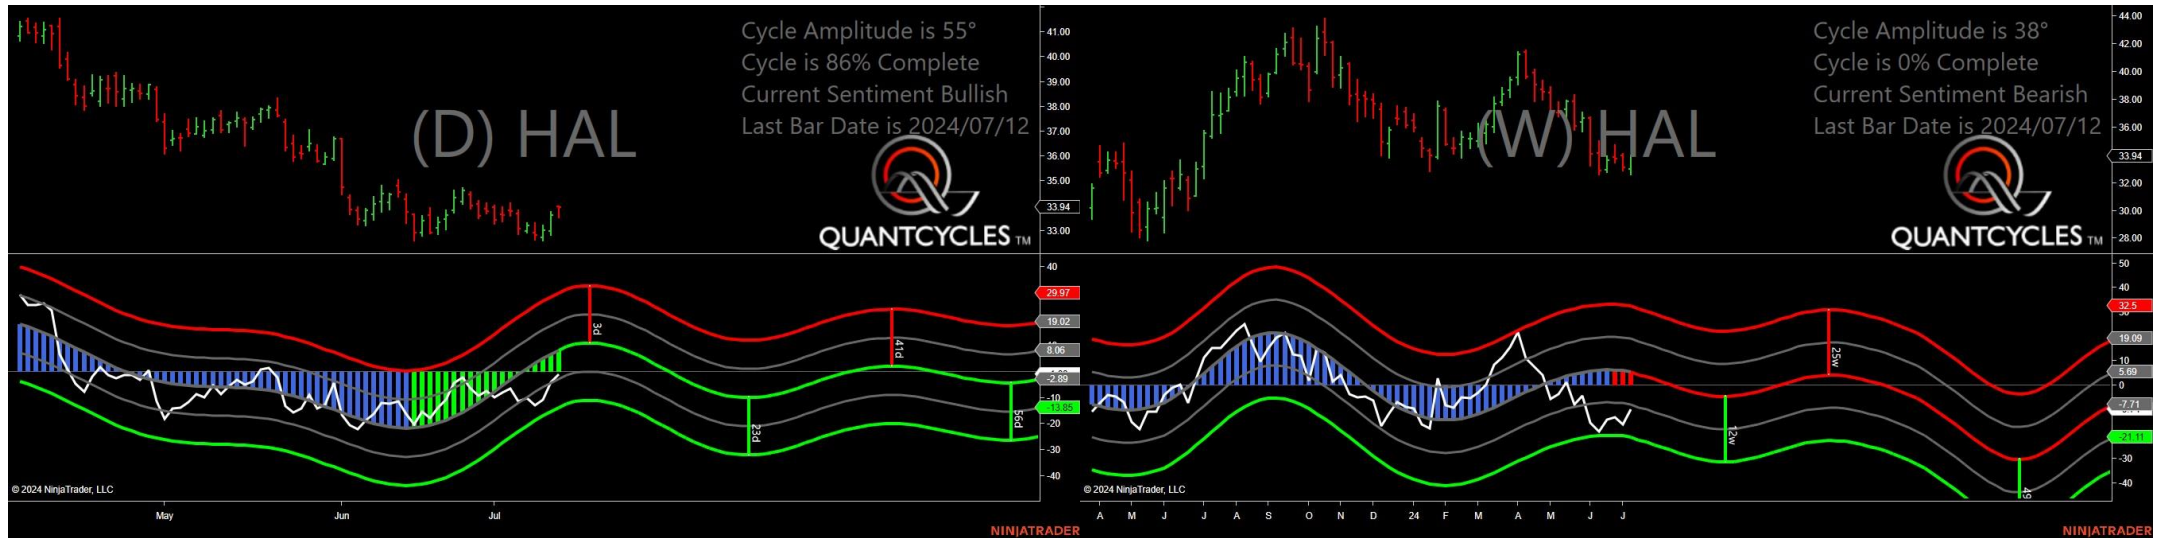 Cycle Amplitude is 55°
Cycle is 86% Complete
Current Sentiment Bullish
Last Bar Date is 2024/07/12
(D) HAL
QUANTCYCLES TM
41.00
40.00
39.00
38.00
37.00
36.00
35.00
33.94
33.00
40
29.97
19.02
8.06
-2.89
-10
-13.85
-20
-30
-40
3d
23d
41d
56d
© 2024 NinjaTrader, LLC
May
Jun
Jul
NINJATRADER
Cycle Amplitude is 38°
Cycle is 0% Complete
Current Sentiment Bearish
Last Bar Date is 2024/07/12
(W) HAL
QUANTCYCLES TM
44.00
42.00
40.00
38.00
36.00
33.94
32.00
30.00
28.00
50
40
32.5
30
19.09
10
5.69
0
-7.71
-21.11
-30
-40
12w
25w
49
© 2024 NinjaTrader, LLC
A
M
J
J
A
S
O
N
D
24
F
M
A
M
J
J
NINJATRADER